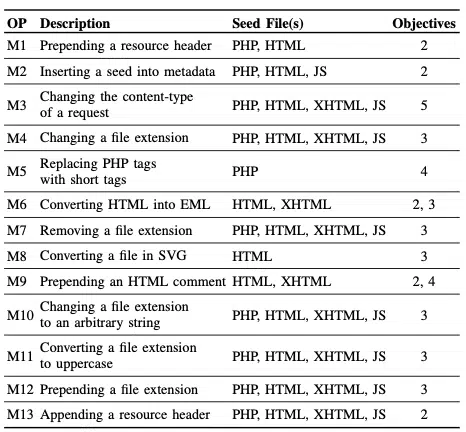 OP Description Seed File(s) Objectives
M1 Prepending a resource header PHP, HTML 2
M2 Inserting a seed into metadata PHP, HTML, JS 2
M3 Changing the content-type of a request PHP, HTML, XHTML, JS 5
M4 Changing a file extension PHP, HTML, XHTML, JS 3
M5 Replacing PHP tags with short tags PHP 4
M6 Converting HTML into EML HTML, XHTML 2, 3
M7 Removing a file extension PHP, HTML, XHTML, JS 3
M8 Converting a file in SVG HTML 3
M9 Prepending an HTML comment HTML, XHTML 2, 4
M10 Changing a file extension to an arbitrary string PHP, HTML, XHTML, JS 3
M11 Converting a file extension to uppercase PHP, HTML, XHTML, JS 3
M12 Prepending a file extension PHP, HTML, XHTML, JS 3
M13 Appending a resource header PHP, HTML, XHTML, JS 2